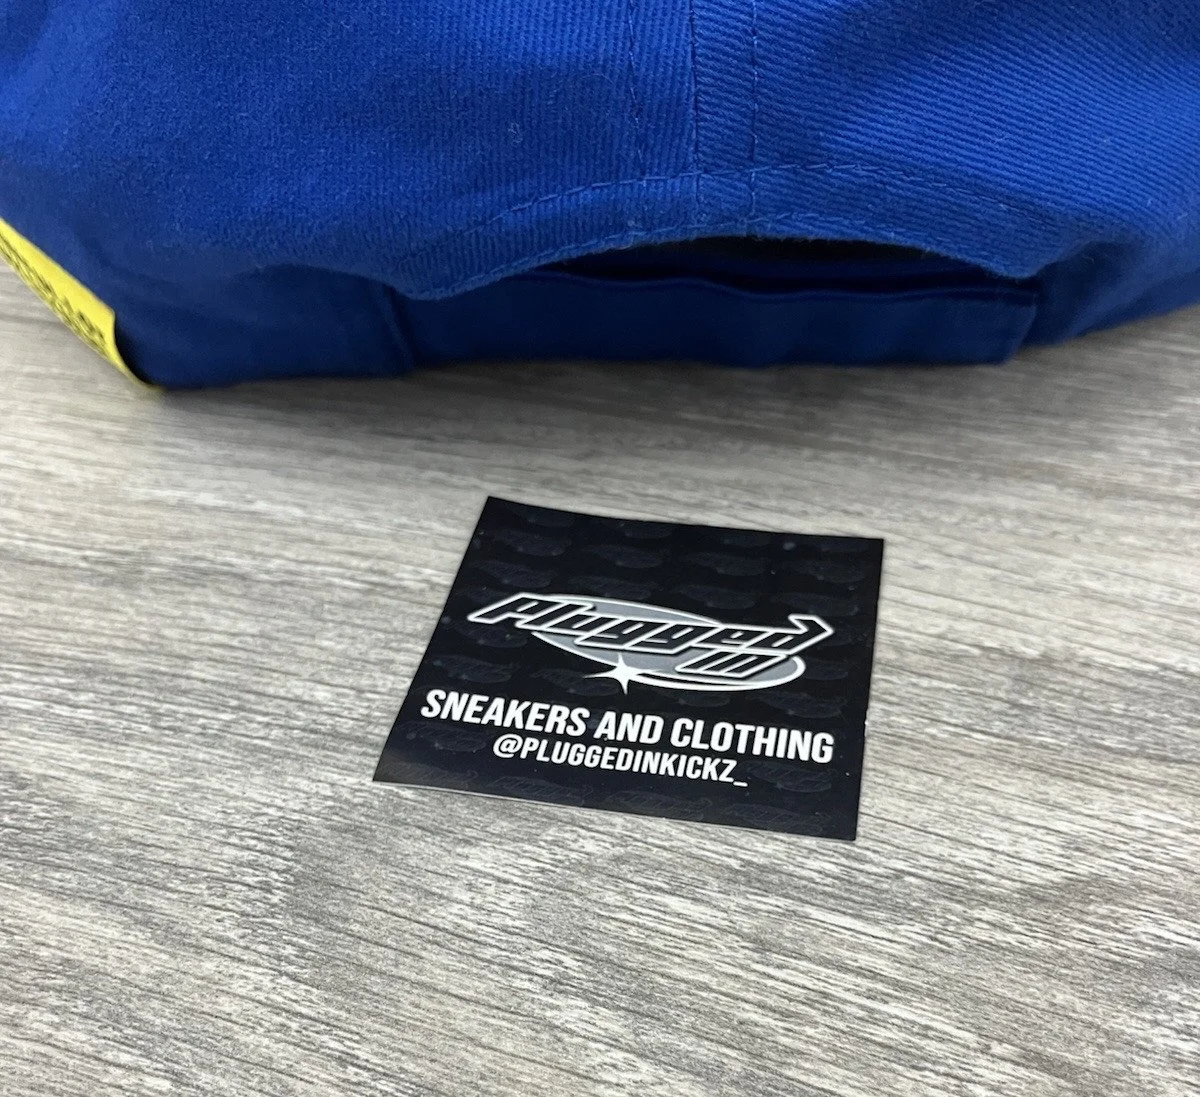 Plugged
in
SNEAKERS AND CLOTHING
@PLUGGEDINKICKZ_